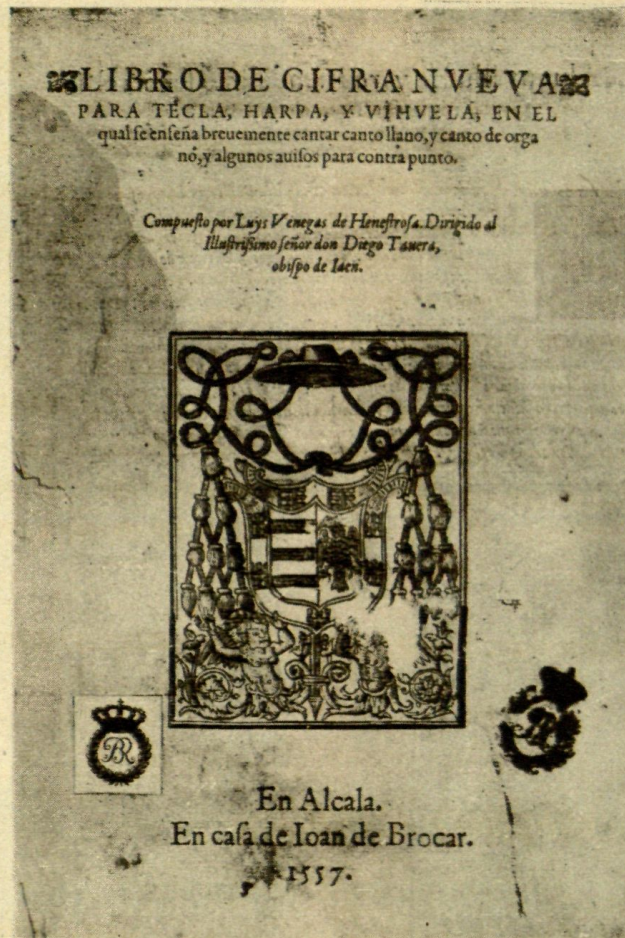 LIBRO DE CIFRA NVEVA
PARA TECLA, HARPA, Y VIHVELA, EN EL
qual ſe enſeña breuemente cantar canto llano, y canto de orga
no, y algunos auiſos para contra punto.
Compueſto por Luys Venegas de Heneſtroſa. Dirigido al
Illuſtriſsimo ſeñor don Diego Tauera,
obiſpo de Iaen.
BR
En Alcala.
En caſa de Ioan de Brocar.
1557.